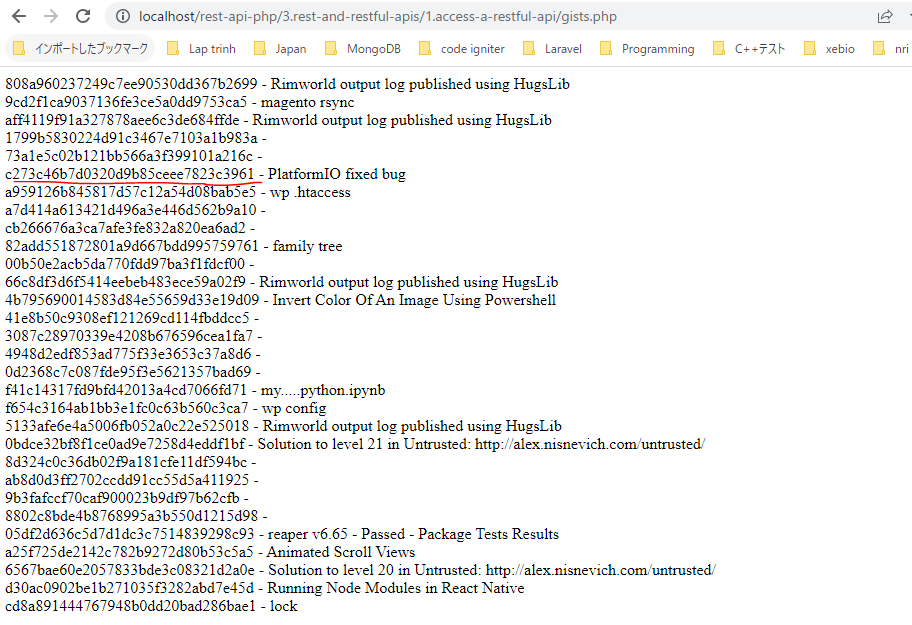 localhost/rest-api-php/3.rest-and-restful-apis/1.access-a-restful-api/gists.php
インポートしたブックマーク Lap trinh Japan MongoDB code igniter Laravel Programming C++テスト xebio nri
808a960237249c7ee90530dd367b2699 - Rimworld output log published using HugsLib
9cd2f1ca9037136fe3ce5a0dd9753ca5 - magento rsync
aff4119f91a327878aee6c3de684ffde - Rimworld output log published using HugsLib
1799b5830224d91c3467e7103a1b983a -
73a1e5c02b121bb566a3f399101a216c -
c273c46b7d0320d9b85ceee7823c3961 - PlatformIO fixed bug
a959126b845817d57c12a54d08bab5e5 - wp .htaccess
a7d414a613421d496a3e446d562b9a10 -
cb266676a3ca7afe3fe832a820ea6ad2 -
82add551872801a9d667bdd995759761 - family tree
00b50e2acb5da770fdd97ba3f1fdcf00 -
66c8df3d6f5414eebeb483ece59a02f9 - Rimworld output log published using HugsLib
4b795690014583d84e55659d33e19d09 - Invert Color Of An Image Using Powershell
41e8b50c9308ef121269cd114fbddcc5 -
3087c28970339e4208b676596cea1fa7 -
4948d2edf853ad775f33e3653c37a8d6 -
0d2368c7c087fde95f3e5621357bad69 -
f41c14317fd9bfd42013a4cd7066fd71 - my.....python.ipynb
f654c3164ab1bb3e1fc0c63b560c3ca7 - wp config
5133afe6e4a5006fb052a0c22e525018 - Rimworld output log published using HugsLib
0bdce32bf8f1ce0ad9e7258d4eddf1bf - Solution to level 21 in Untrusted: http://alex.nisnevich.com/untrusted/
8d324c0c36db02f9a181cfe11df594bc -
ab8d0d3ff2702ccdd91cc55d5a411925 -
9b3fafccf70caf900023b9df97b62cfb -
8802c8bde4b8768995a3b550d1215d98 -
05df2d636c5d7d1dc3c7514839298c93 - reaper v6.65 - Passed - Package Tests Results
a25f725de2142c782b9272d80b53c5a5 - Animated Scroll Views
6567bae60e2057833bde3c08321d2a0e - Solution to level 20 in Untrusted: http://alex.nisnevich.com/untrusted/
d30ac0902be1b271035f3282abd7e45d - Running Node Modules in React Native
cd8a891444767948b0dd20bad286bae1 - lock